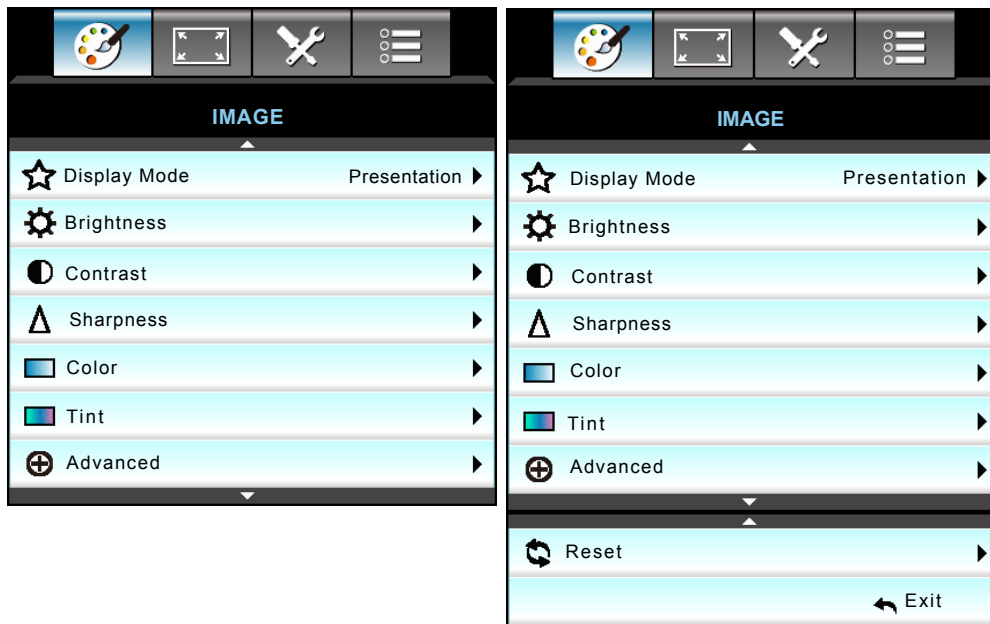 IMAGE
Display Mode Presentation
Brightness
Contrast
Sharpness
Color
Tint
Advanced
IMAGE
Display Mode Presentation
Brightness
Contrast
Sharpness
Color
Tint
Advanced
Reset
Exit